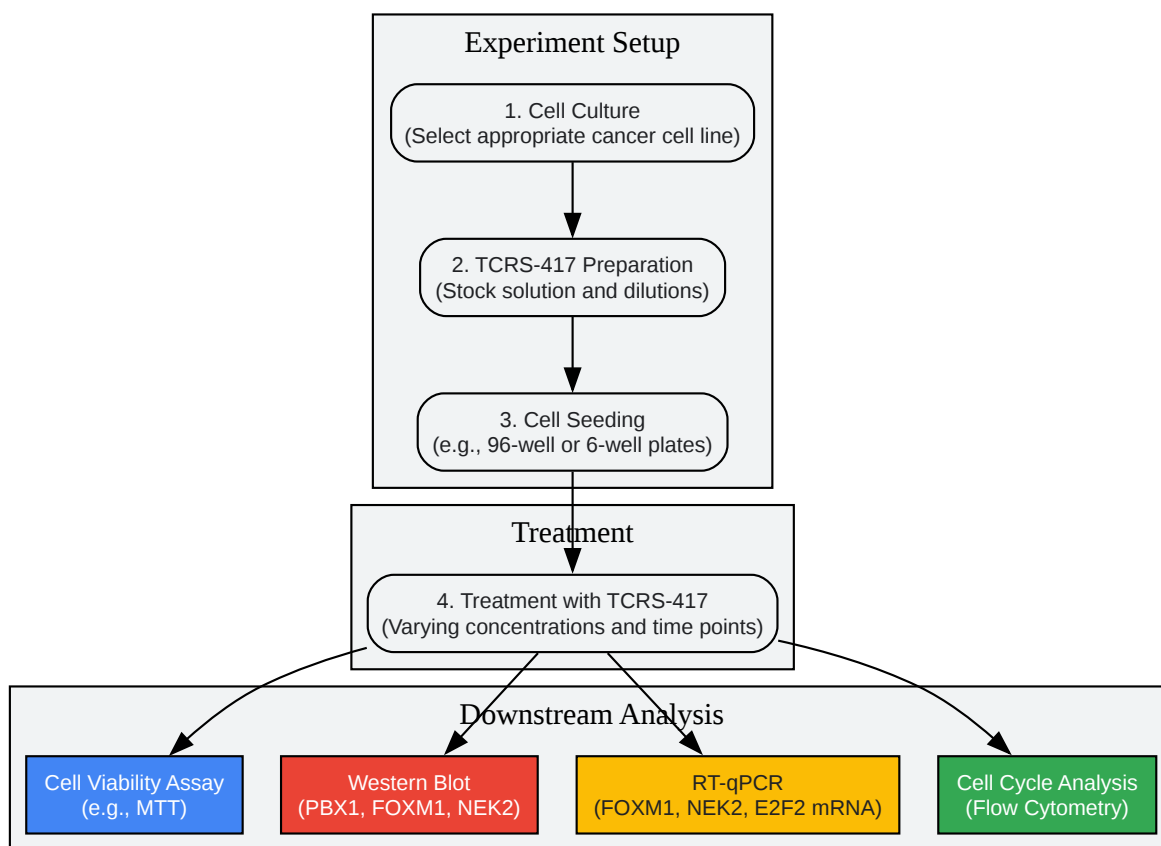 Experiment Setup
1. Cell Culture
(Select appropriate cancer cell line)
2. TCRS-417 Preparation
(Stock solution and dilutions)
3. Cell Seeding
(e.g., 96-well or 6-well plates)
Treatment
4. Treatment with TCRS-417
(Varying concentrations and time points)
Downstream Analysis
Cell Viability Assay
(e.g., MTT)
Western Blot
(PBX1, FOXM1, NEK2)
RT-qPCR
(FOXM1, NEK2, E2F2 mRNA)
Cell Cycle Analysis
(Flow Cytometry)